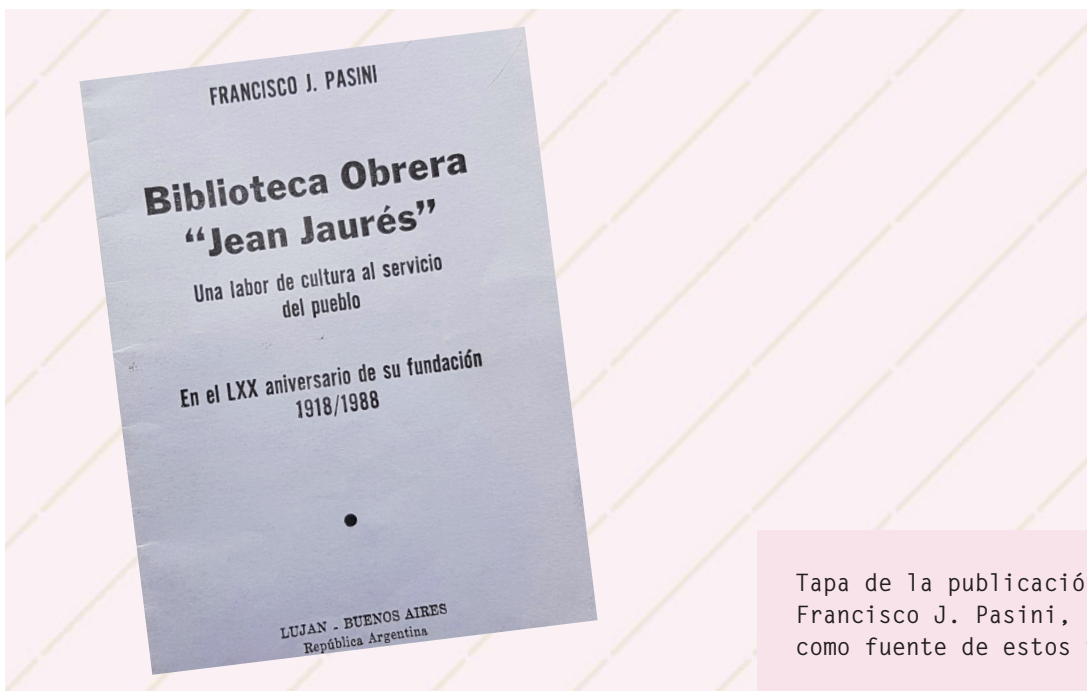 FRANCISCO J. PASINI
Biblioteca Obrera
“Jean Jaurés”
Una labor de cultura al servicio
del pueblo
En el LXX aniversario de su fundación
1918/1988
LUJAN - BUENOS AIRES
República Argentina
Tapa de la publicació
Francisco J. Pasini,
como fuente de estos